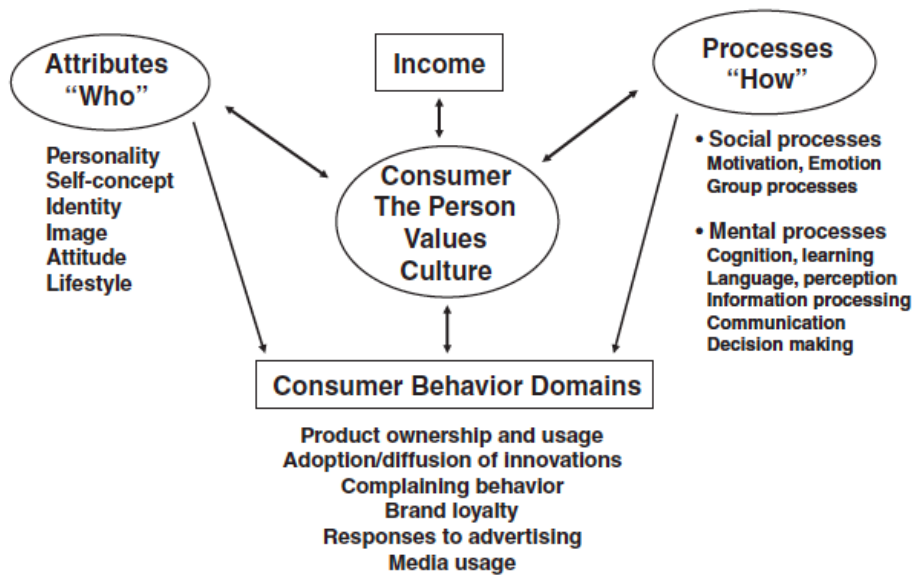 Attributes
“Who”
Personality
Self-concept
Identity
Image
Attitude
Lifestyle
Income
Consumer
The Person
Values
Culture
Processes
“How”
• Social processes
Motivation, Emotion
Group processes
• Mental processes
Cognition, learning
Language, perception
Information processing
Communication
Decision making
Consumer Behavior Domains
Product ownership and usage
Adoption/diffusion of innovations
Complaining behavior
Brand loyalty
Responses to advertising
Media usage